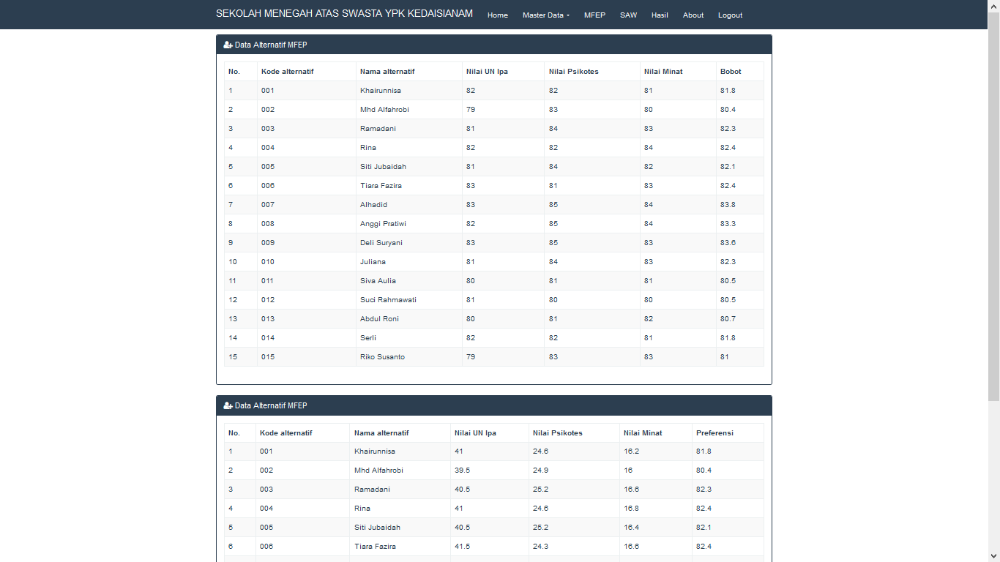 SEKOLAH MENEGAH ATAS SWASTA YPK KEDAISIANAM Home Master Data MFEP SAW Hasil About Logout
Data Alternatif MFEP
No. Kode alternatif Nama alternatif Nilai UN Ipa Nilai Psikotes Nilai Minat Bobot
1 001 Khairunnisa 82 82 81 81.8
2 002 Mhd Alfahrobi 79 83 80 80.4
3 003 Ramadani 81 84 83 82.3
4 004 Rina 82 82 84 82.4
5 005 Siti Jubaidah 81 84 82 82.1
6 006 Tiara Fazira 83 81 83 82.4
7 007 Alhadid 83 85 84 83.8
8 008 Anggi Pratiwi 82 85 84 83.3
9 009 Deli Suryani 83 85 83 83.6
10 010 Juliana 81 84 83 82.3
11 011 Siva Aulia 80 81 81 80.5
12 012 Suci Rahmawati 81 80 80 80.5
13 013 Abdul Roni 80 81 82 80.7
14 014 Serli 82 82 81 81.8
15 015 Riko Susanto 79 83 83 81
Data Alternatif MFEP
No. Kode alternatif Nama alternatif Nilai UN Ipa Nilai Psikotes Nilai Minat Preferensi
1 001 Khairunnisa 41 24.6 16.2 81.8
2 002 Mhd Alfahrobi 39.5 24.9 16 80.4
3 003 Ramadani 40.5 25.2 16.6 82.3
4 004 Rina 41 24.6 16.8 82.4
5 005 Siti Jubaidah 40.5 25.2 16.4 82.1
6 006 Tiara Fazira 41.5 24.3 16.6 82.4